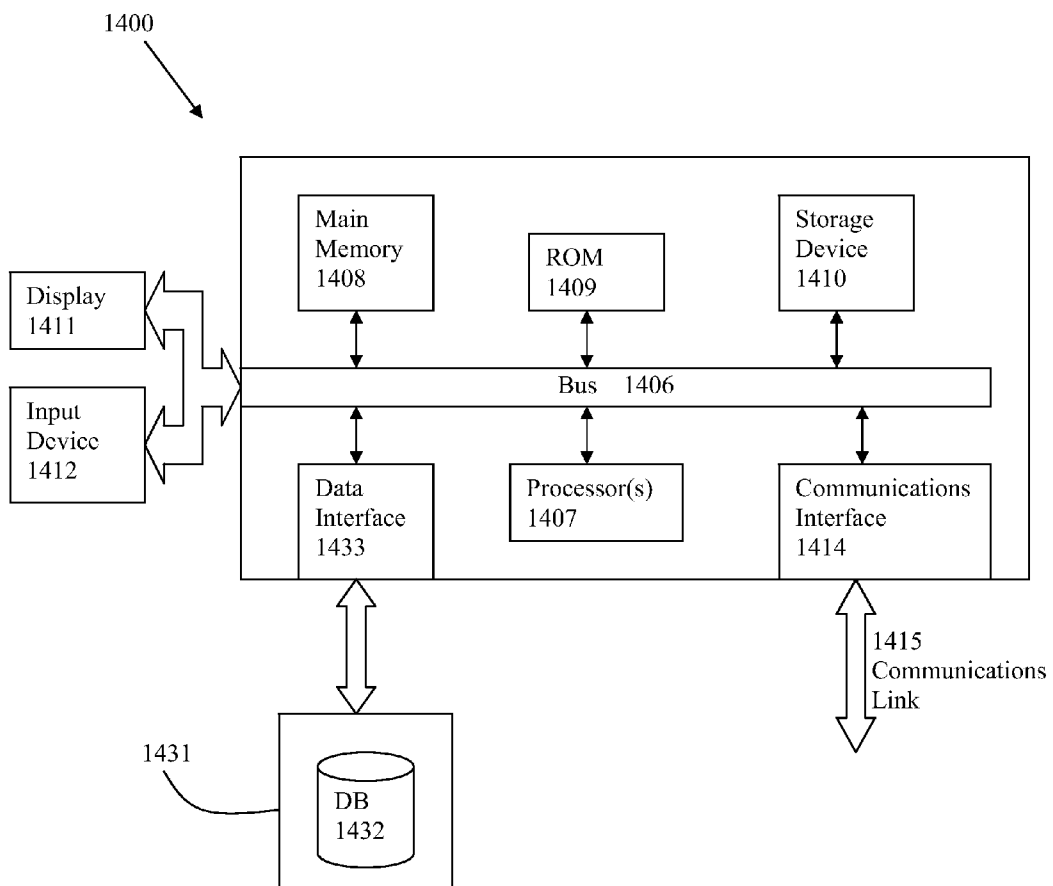 1400
Main
Memory
1408
ROM
1409
Storage
Device
1410
Display
1411
Input
Device
1412
Bus 1406
Data
Interface
1433
Processor(s)
1407
Communications
Interface
1414
1415
Communications
Link
1431
DB
1432